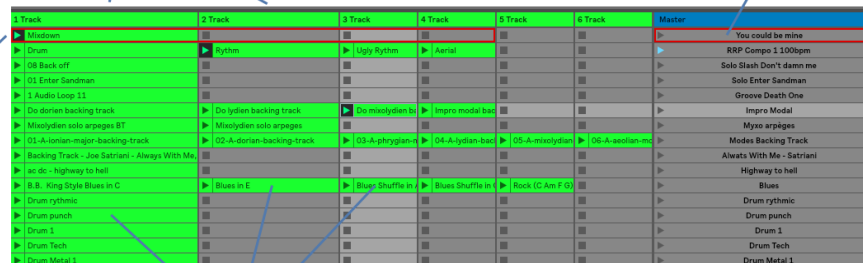 1 Track 2 Track 3 Track 4 Track 5 Track 6 Track Master
Mixdown You could be mine
Drum Rythm Ugly Rythm Aerial RRP Compo 1 100bpm
08 Back off Solo Slash Don't damn me
01 Enter Sandman Solo Enter Sandman
1 Audio Loop 11 Groove Death One
Do dorien backing track Do lydien backing track Do mixolydien Impro modal bac Impro Modal
Mixolydien solo arpeges BT Mixolydien solo arpeges Myxo arpèges
01-A-ionian-major-backing-track 02-A-dorian-backing-track 03-A-phrygian- 04-A-lydian-bac 05-A-mixolydian 06-A-aeolian-mo Modes Backing Track
Backing Track - Joe Satriani - Always With Me, Alwats With Me - Satriani
ac dc - highway to hell Highway to hell
B.B. King Style Blues in C Blues in E Blues Shuffle in Blues Shuffle in Rock (C Am F G) Blues
Drum rythmic Drum rythmic
Drum punch Drum punch
Drum 1 Drum 1
Drum Tech Drum Tech
Drum Metal 1 Drum Metal 1